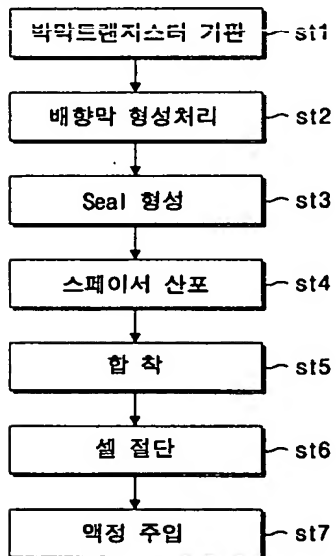 박막트랜지스터 기판 st1
배향막 형성처리 st2
Seal 형성 st3
스페이서 산포 st4
합 착 st5
셀 절단 st6
액정 주입 st7